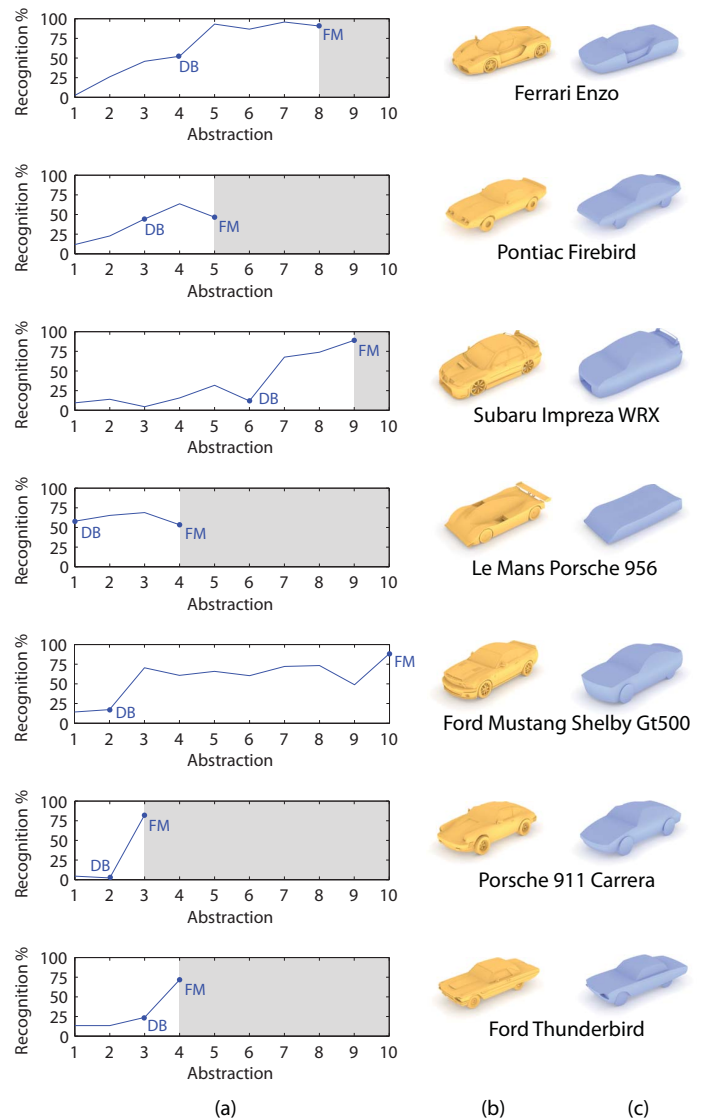 Recognition %
100
75
50
25
0
DB
FM
1 2 3 4 5 6 7 8 9 10
Abstraction
Ferrari Enzo
Recognition %
100
75
50
25
0
DB
FM
1 2 3 4 5 6 7 8 9 10
Abstraction
Pontiac Firebird
Recognition %
100
75
50
25
0
DB
FM
1 2 3 4 5 6 7 8 9 10
Abstraction
Subaru Impreza WRX
Recognition %
100
75
50
25
0
DB
FM
1 2 3 4 5 6 7 8 9 10
Abstraction
Le Mans Porsche 956
Recognition %
100
75
50
25
0
DB
FM
1 2 3 4 5 6 7 8 9 10
Abstraction
Ford Mustang Shelby Gt500
Recognition %
100
75
50
25
0
DB
FM
1 2 3 4 5 6 7 8 9 10
Abstraction
Porsche 911 Carrera
Recognition %
100
75
50
25
0
DB
FM
1 2 3 4 5 6 7 8 9 10
Abstraction
Ford Thunderbird
(a) (b) (c)